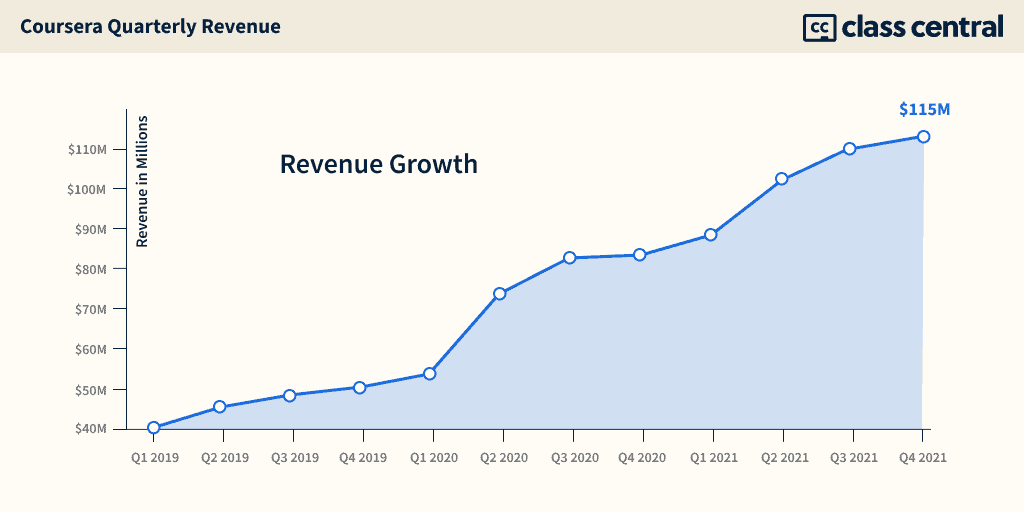 Coursera Quarterly Revenue
cc class central
$115M
Revenue in Millions
Revenue Growth
$110M
$100M
$90M
$80M
$70M
$60M
$50M
$40M
Q1 2019 Q2 2019 Q3 2019 Q4 2019 Q1 2020 Q2 2020 Q3 2020 Q4 2020 Q1 2021 Q2 2021 Q3 2021 Q4 2021